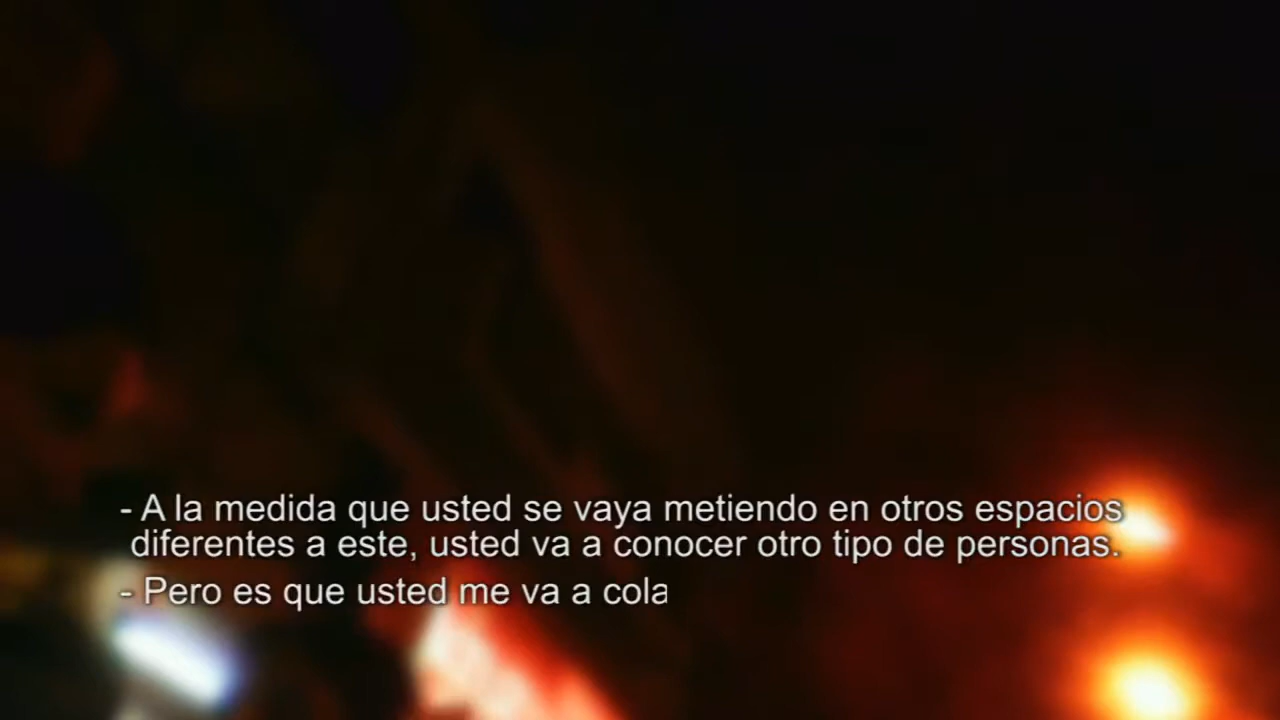 - A la medida que usted se vaya metiendo en otros espacios
diferentes a este, usted va a conocer otro tipo de personas.
- Pero es que usted me va a cola